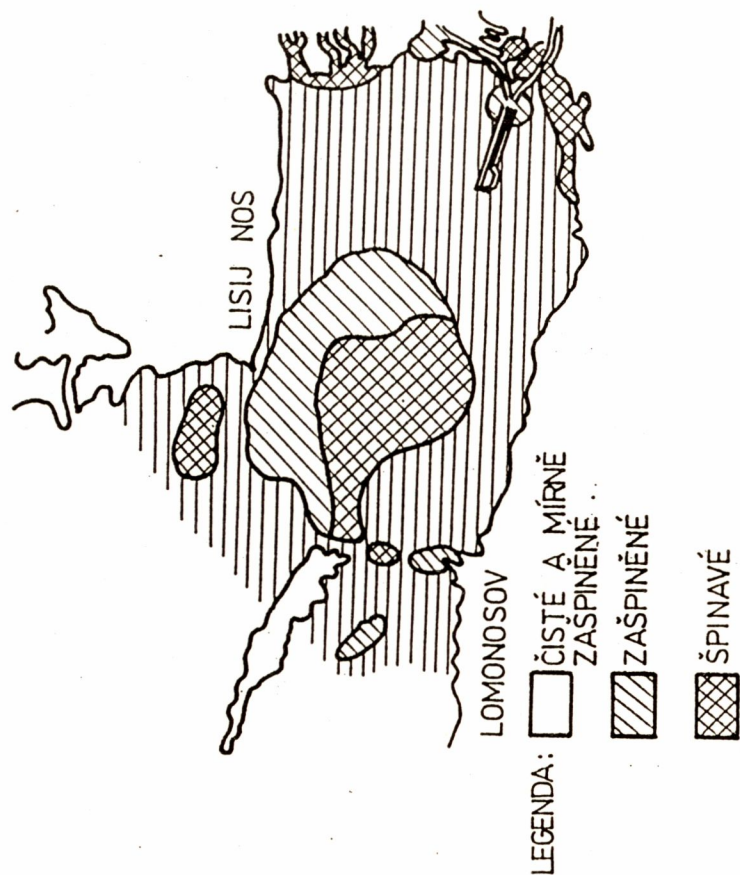 LISIJ NOS
LOMONOSOV
LEGENDA:
ČISTÉ A MÍRNĚ
ZAŠPINĚNÉ
ZAŠPINĚNÉ
ŠPINAVÉ